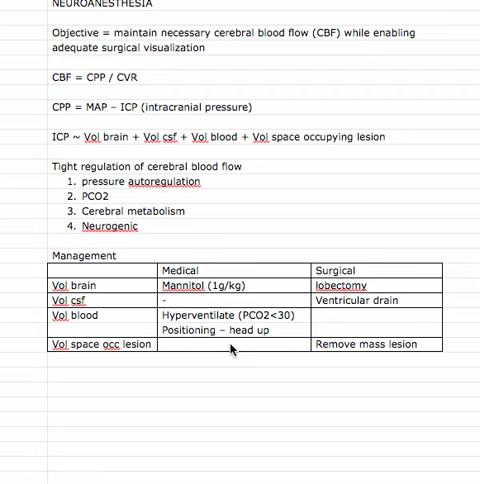 NEUROANESTHESIA
Objective = maintain necessary cerebral blood flow (CBF) while enabling
adequate surgical visualization
CBF = CPP / CVR
CPP = MAP – ICP (intracranial pressure)
ICP ~ Vol brain + Vol csf + Vol blood + Vol space occupying lesion
Tight regulation of cerebral blood flow
1. pressure autoregulation
2. PCO2
3. Cerebral metabolism
4. Neurogenic
Management
Medical Surgical
Vol brain Mannitol (1g/kg) lobectomy
Vol csf - Ventricular drain
Vol blood Hyperventilate (PCO2<30)
Positioning – head up
Vol space occ lesion Remove mass lesion